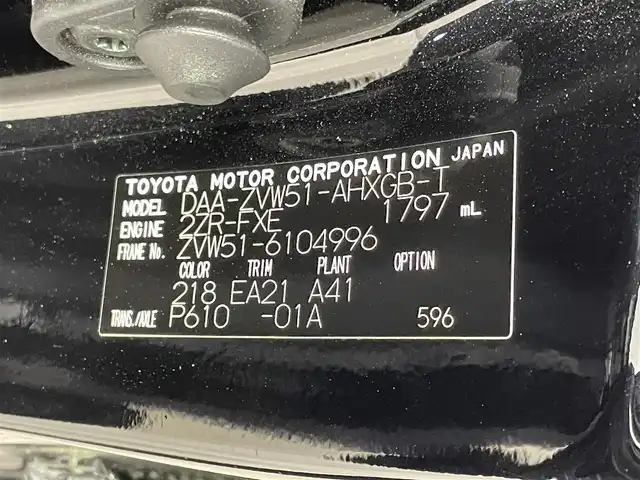 TOYOTA MOTOR CORPORATION JAPAN
MODEL DAA-ZVW51-AHXGB-T
ENGINE 2ZR-FXE 1797 mL
FRAME No. ZVW51-6104996
COLOR TRIM PLANT OPTION
218 EA21 A41
TRANS./AXLE P610 -01A 596